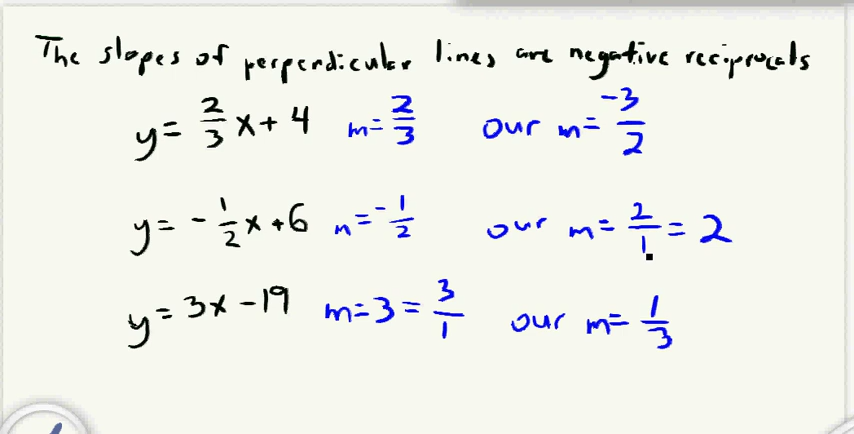 The slopes of perpendicular lines are negative reciprocals
y = 2/3 x + 4 m = 2/3 our m = -3/2
y = - 1/2 x + 6 m = - 1/2 our m = 2/1 = 2
y = 3x - 19 m = 3 = 3/1 our m = 1/3